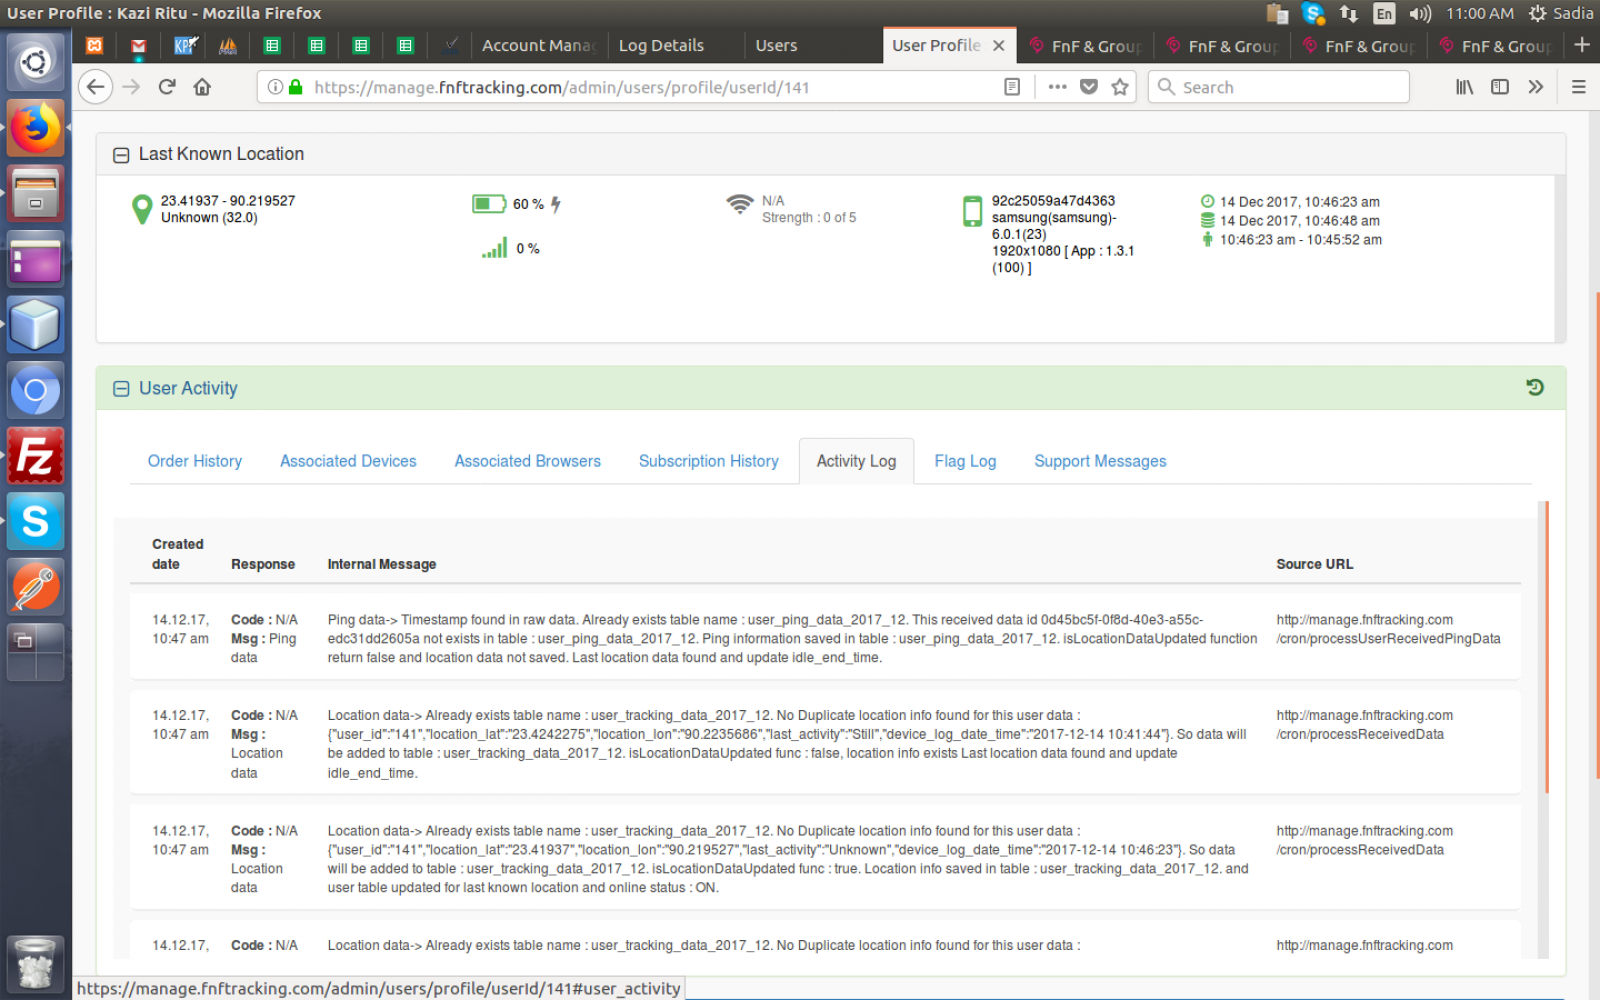 User Profile : Kazi Ritu - Mozilla Firefox
En 11:00 AM Sadia
Account Mana Log Details Users User Profile FnF & Group FnF & Grou FnF & Group FnF & Group
https://manage.fnftracking.com/admin/users/profile/userId/141 Search
Last Known Location
23.41937 - 90.219527
Unknown (32.0)
60 %
0 %
N/A
Strength : 0 of 5
92c25059a47d4363
samsung(samsung)-
6.0.1(23)
1920x1080 [ App : 1.3.1
(100) ]
14 Dec 2017, 10:46:23 am
14 Dec 2017, 10:46:48 am
10:46:23 am - 10:45:52 am
User Activity
Order History Associated Devices Associated Browsers Subscription History Activity Log Flag Log Support Messages
Created
date Response Internal Message Source URL
14.12.17,
10:47 am
Code : N/A
Msg : Ping
data
Ping data-> Timestamp found in raw data. Already exists table name : user_ping_data_2017_12. This received data id 0d45bc5f-0f8d-40e3-a55c-
edc31dd2605a not exists in table : user_ping_data_2017_12. Ping information saved in table : user_ping_data_2017_12. isLocationDataUpdated function
return false and location data not saved. Last location data found and update idle_end_time.
http://manage.fnftracking.com
/cron/processUserReceivedPingData
14.12.17,
10:47 am
Code : N/A
Msg :
Location
data
Location data-> Already exists table name : user_tracking_data_2017_12. No Duplicate location info found for this user data :
{"user_id":"141","location_lat":"23.4242275","location_lon":"90.2235686","last_activity":"Still","device_log_date_time":"2017-12-14 10:41:44"}. So data will
be added to table : user_tracking_data_2017_12. isLocationDataUpdated func : false, location info exists Last location data found and update
idle_end_time.
http://manage.fnftracking.com
/cron/processReceivedData
14.12.17,
10:47 am
Code : N/A
Msg :
Location
data
Location data-> Already exists table name : user_tracking_data_2017_12. No Duplicate location info found for this user data :
{"user_id":"141","location_lat":"23.41937","location_lon":"90.219527","last_activity":"Unknown","device_log_date_time":"2017-12-14 10:46:23"}. So data
will be added to table : user_tracking_data_2017_12. isLocationDataUpdated func : true. Location info saved in table : user_tracking_data_2017_12. and
user table updated for last known location and online status : ON.
http://manage.fnftracking.com
/cron/processReceivedData
14.12.17,
Code : N/A
Location data-> Already exists table name : user_tracking_data_2017_12. No Duplicate location info found for this user data :
http://manage.fnftracking.com
https://manage.fnftracking.com/admin/users/profile/userId/141#user_activity